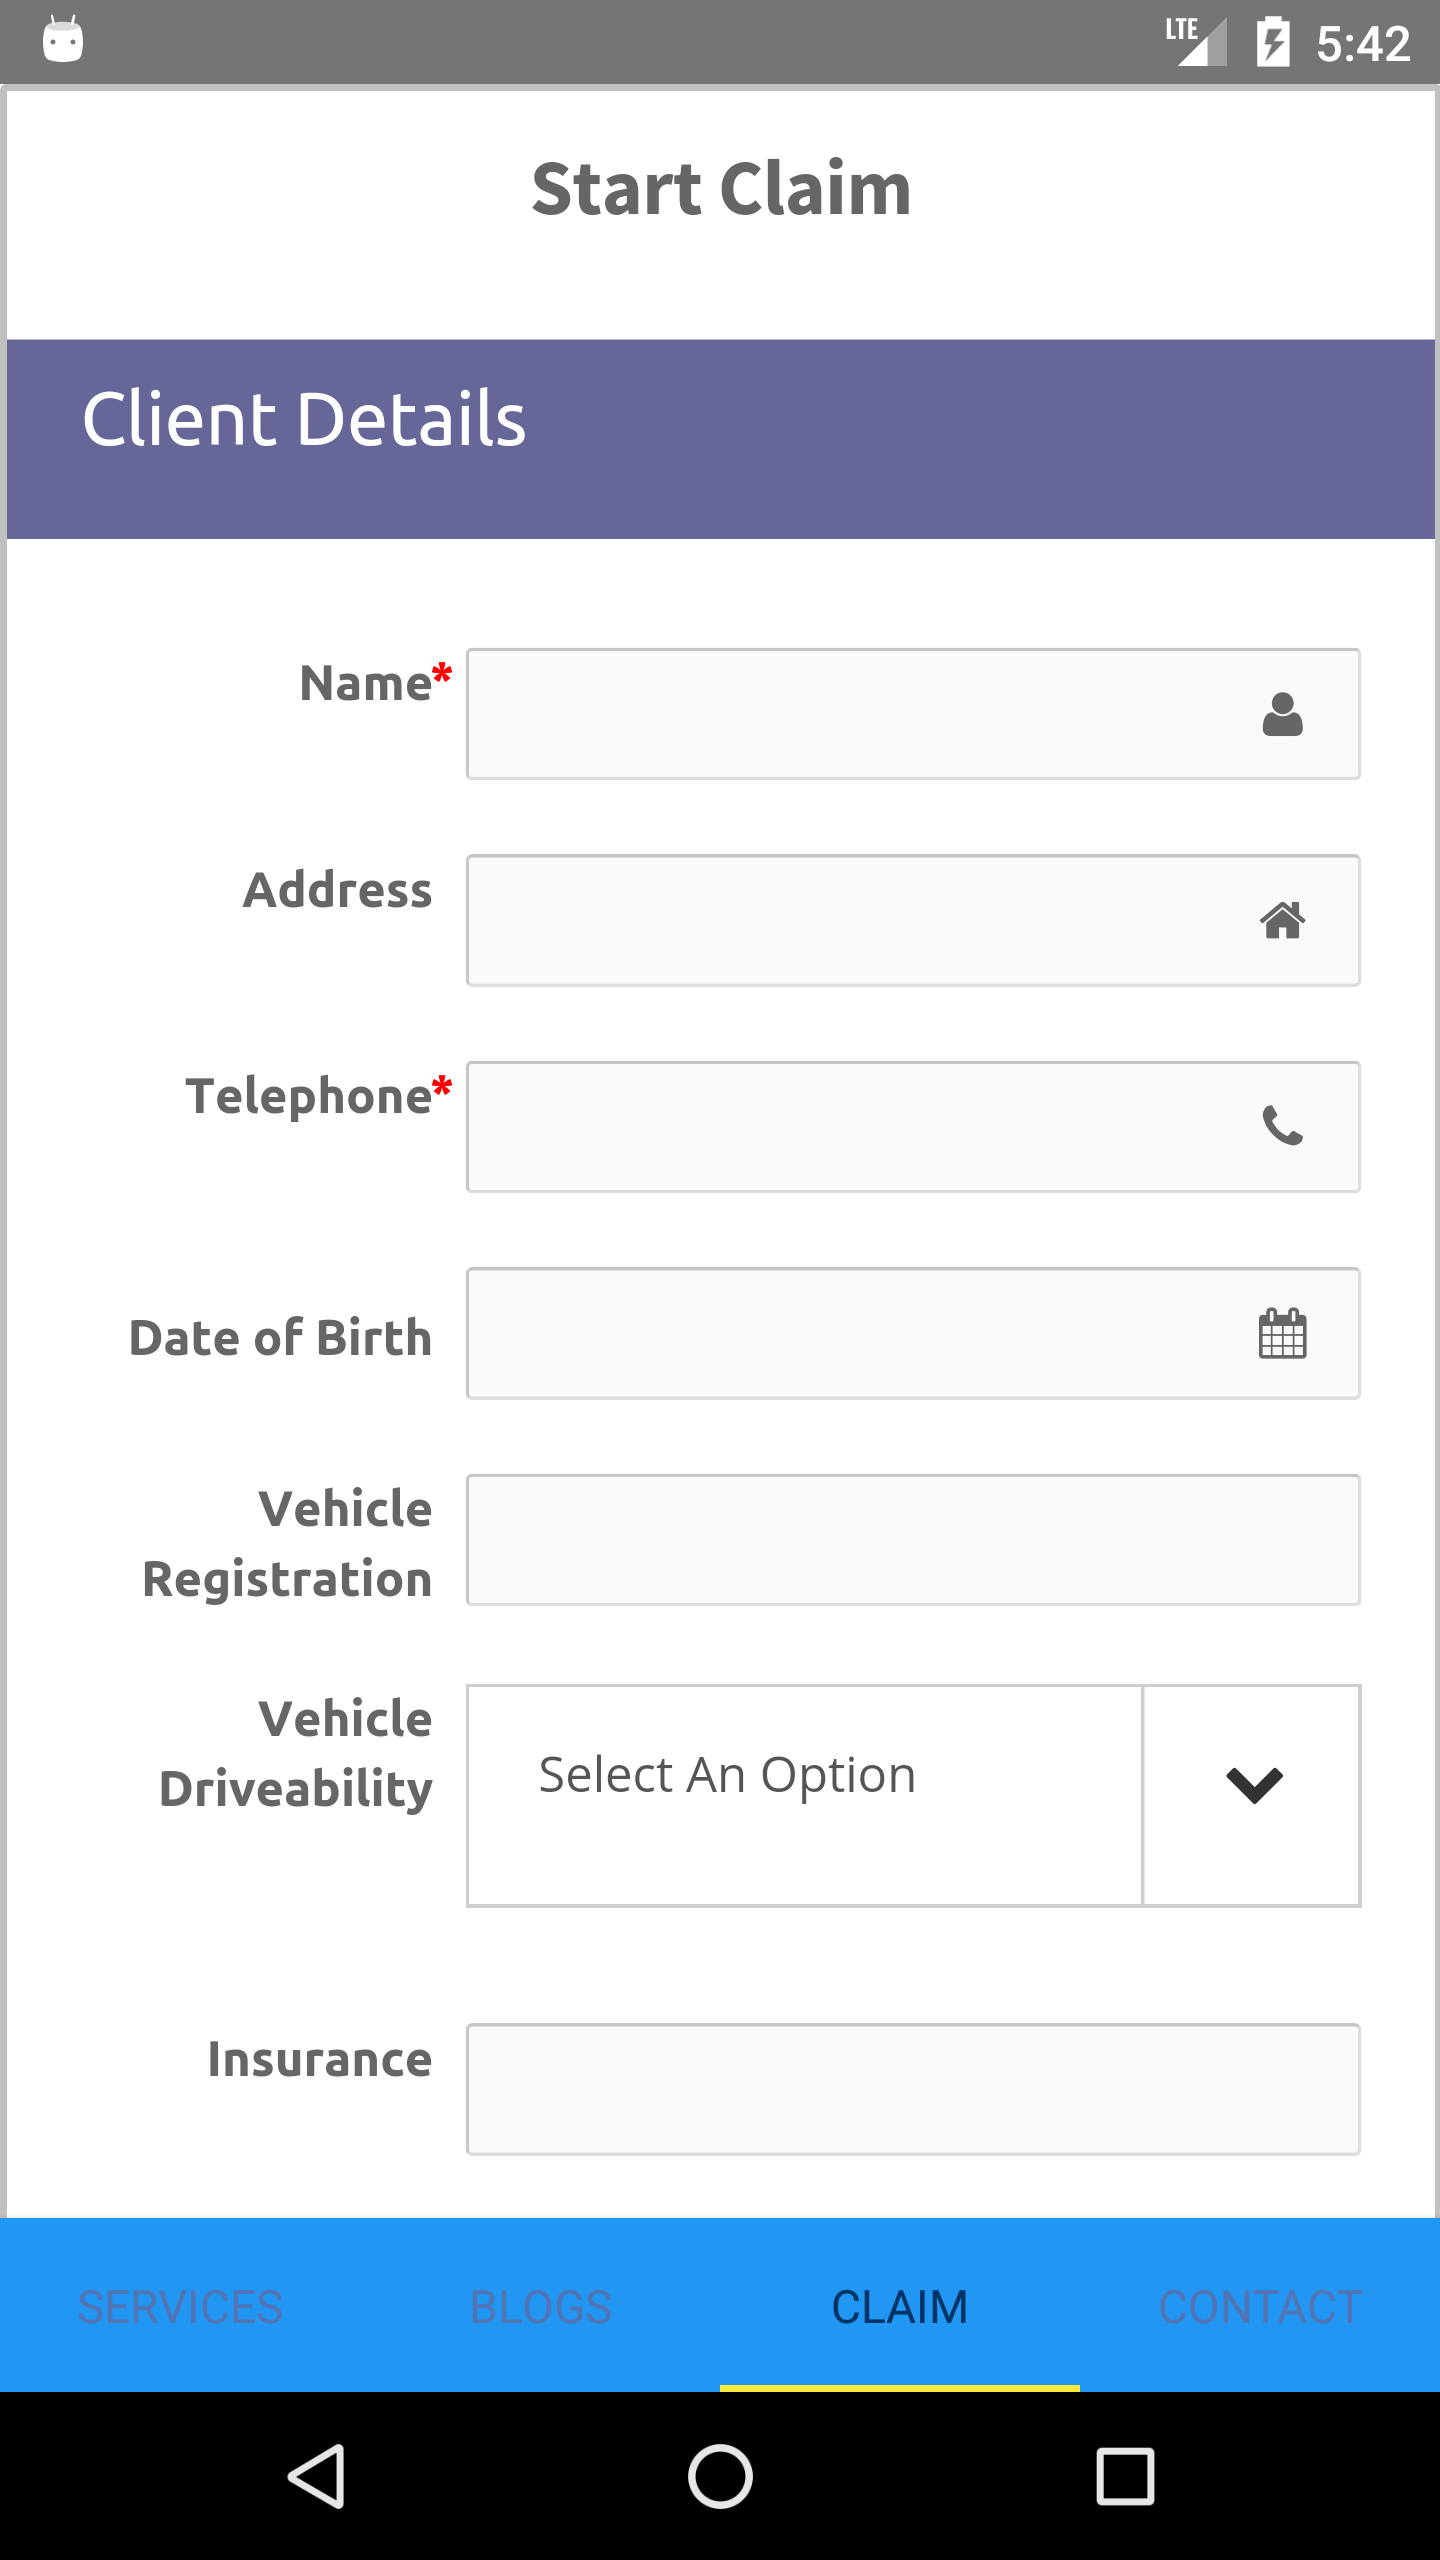 LTE 5:42
Start Claim
Client Details
Name*
Address
Telephone*
Date of Birth
Vehicle
Registration
Vehicle
Driveability
Select An Option
Insurance
SERVICES BLOGS CLAIM CONTACT